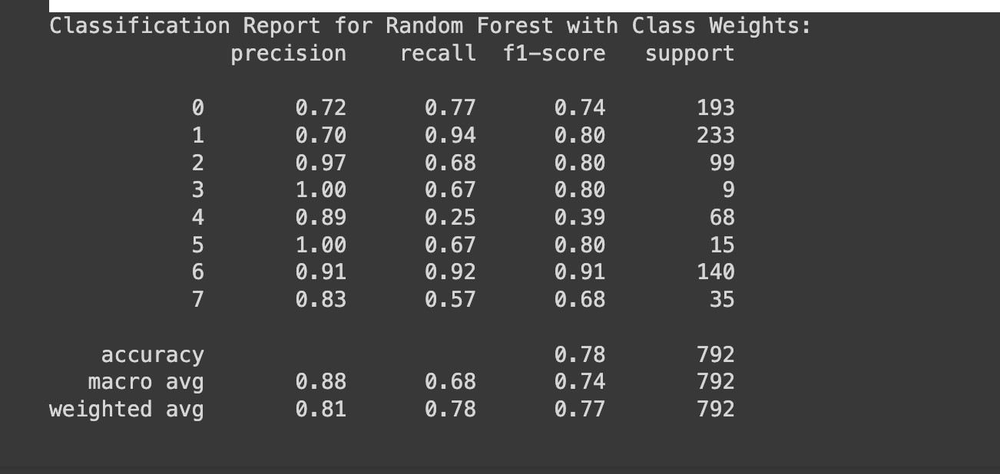 Classification Report for Random Forest with Class Weights:
precision recall f1-score support
0 0.72 0.77 0.74 193
1 0.70 0.94 0.80 233
2 0.97 0.68 0.80 99
3 1.00 0.67 0.80 9
4 0.89 0.25 0.39 68
5 1.00 0.67 0.80 15
6 0.91 0.92 0.91 140
7 0.83 0.57 0.68 35
accuracy 0.78 792
macro avg 0.88 0.68 0.74 792
weighted avg 0.81 0.78 0.77 792